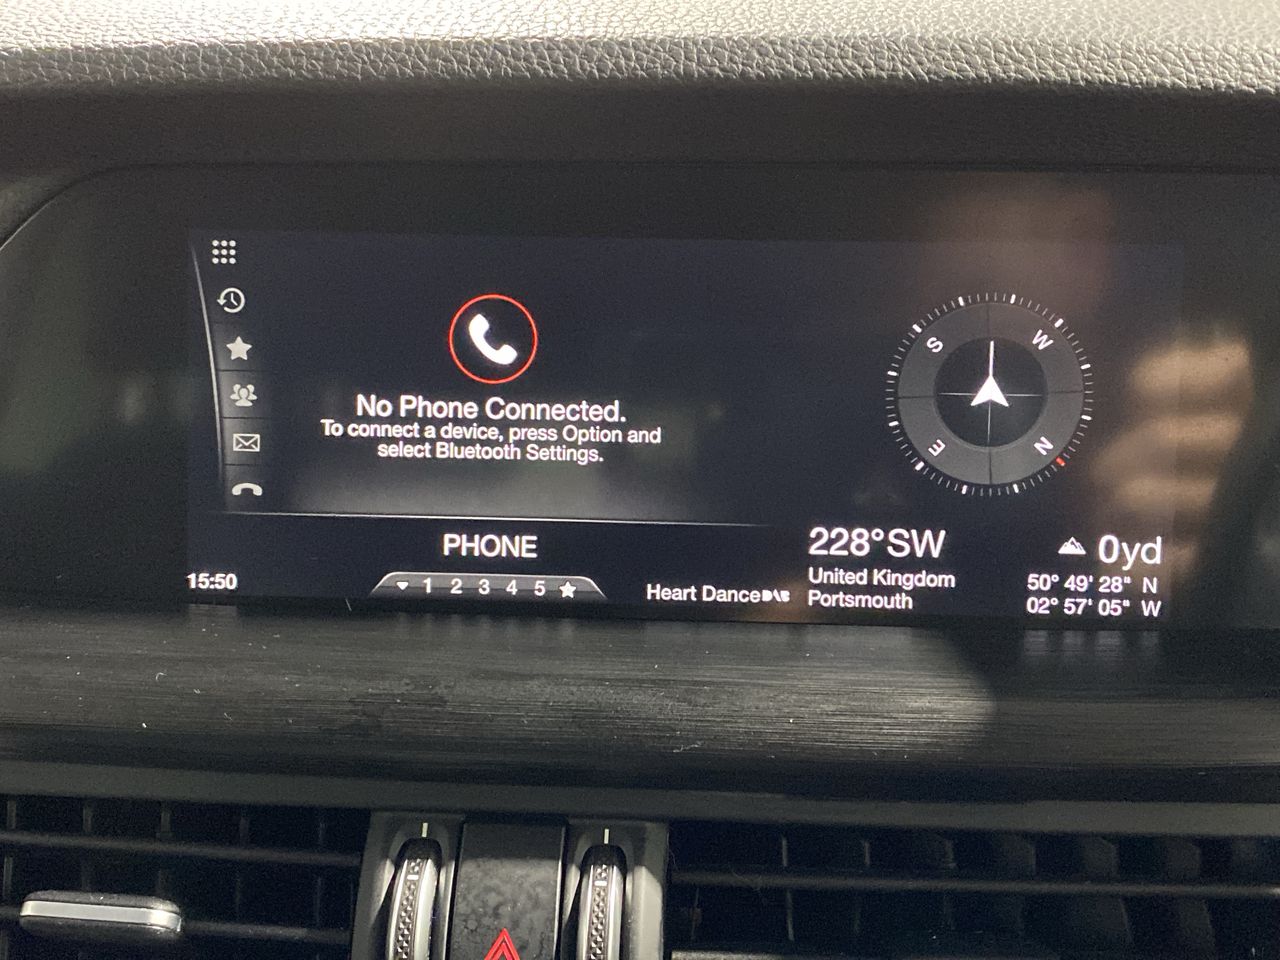 No Phone Connected.
To connect a device, press Option and
select Bluetooth Settings.
PHONE
15:50
1 2 3 4 5
Heart Dance DAB
S W
E N
228°SW
United Kingdom
Portsmouth
0yd
50° 49' 28" N
02° 57' 05" W